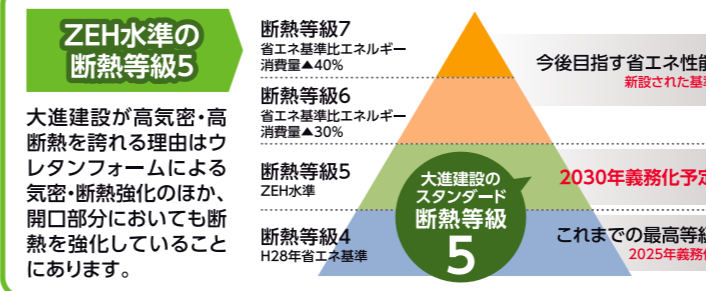 ZEH水準の
断熱等級5
大進建設が高気密・高
断熱を誇れる理由はウ
レタンフォームによる
気密・断熱強化のほか、
開口部分においても断
熱を強化していること
にあります。
断熱等級7
省エネ基準比エネルギー
消費量▲40%
断熱等級6
省エネ基準比エネルギー
消費量▲30%
断熱等級5
ZEH水準
断熱等級4
H28年省エネ基準
大進建設の
スタンダード
断熱等級
5
今後目指す省エネ性能
新設された基準
2030年義務化予定
これまでの最高等級
2025年義務化